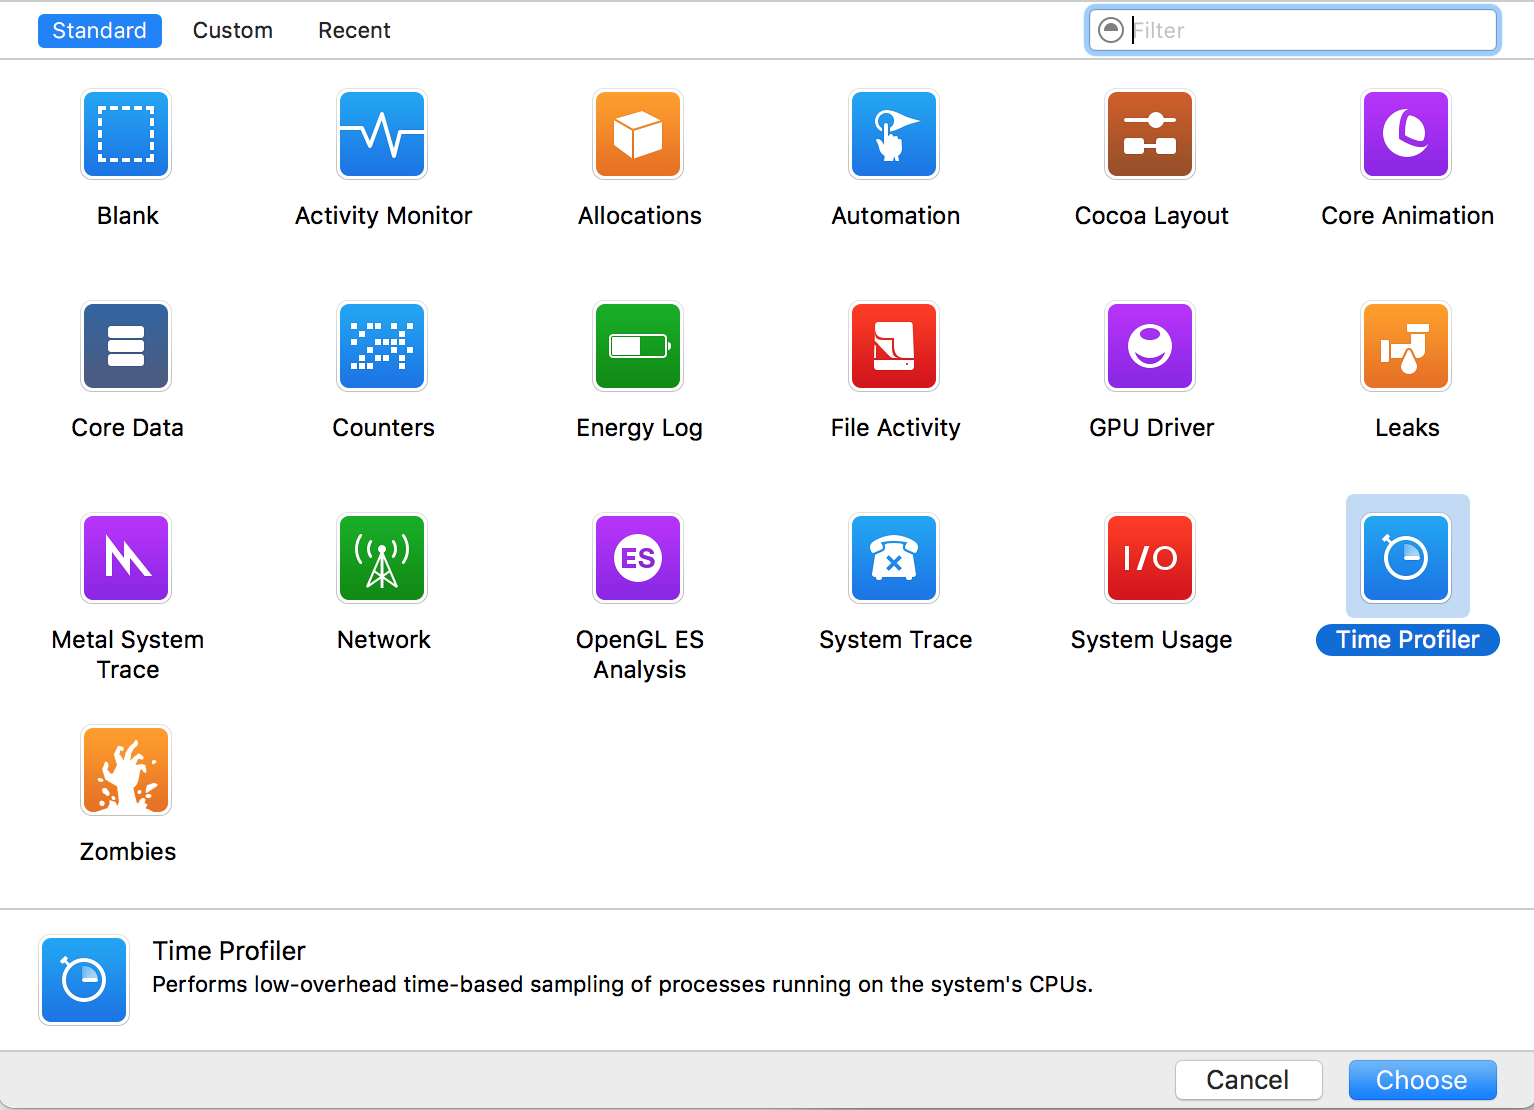 Standard Custom Recent Filter
Blank Activity Monitor Allocations Automation Cocoa Layout Core Animation
Core Data Counters Energy Log File Activity GPU Driver Leaks
ES I/O
Metal System Network OpenGL ES System Trace System Usage Time Profiler
Trace Analysis
Zombies
Time Profiler
Performs low-overhead time-based sampling of processes running on the system's CPUs.
Cancel Choose